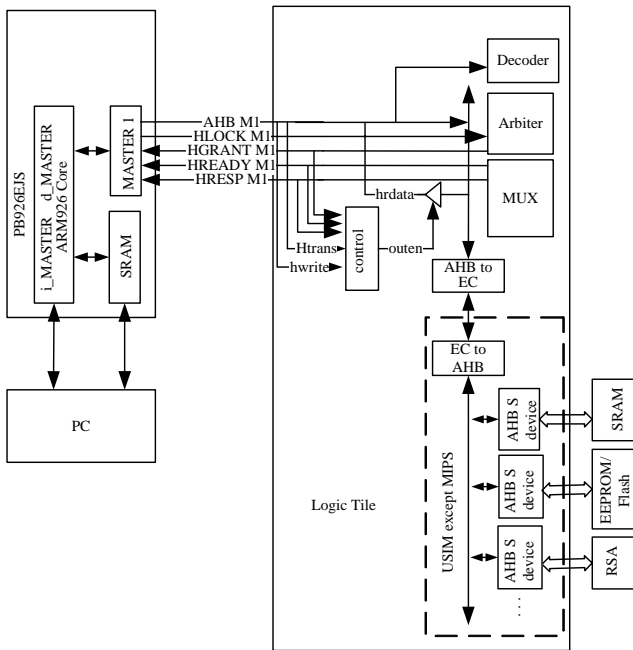 PB926EJS
i_MASTER d_MASTER
ARM926 Core
MASTER 1
SRAM
PC
AHB M1
HLOCK M1
HGRANT M1
HREADY M1
HRESP M1
Decoder
Arbiter
MUX
hrdata
Htrans
hwrite
control
outen
AHB to
EC
EC to
AHB
Logic Tile
USIM except MIPS
AHB S
device
AHB S
device
AHB S
device
. . .
SRAM
EEPROM/
Flash
RSA